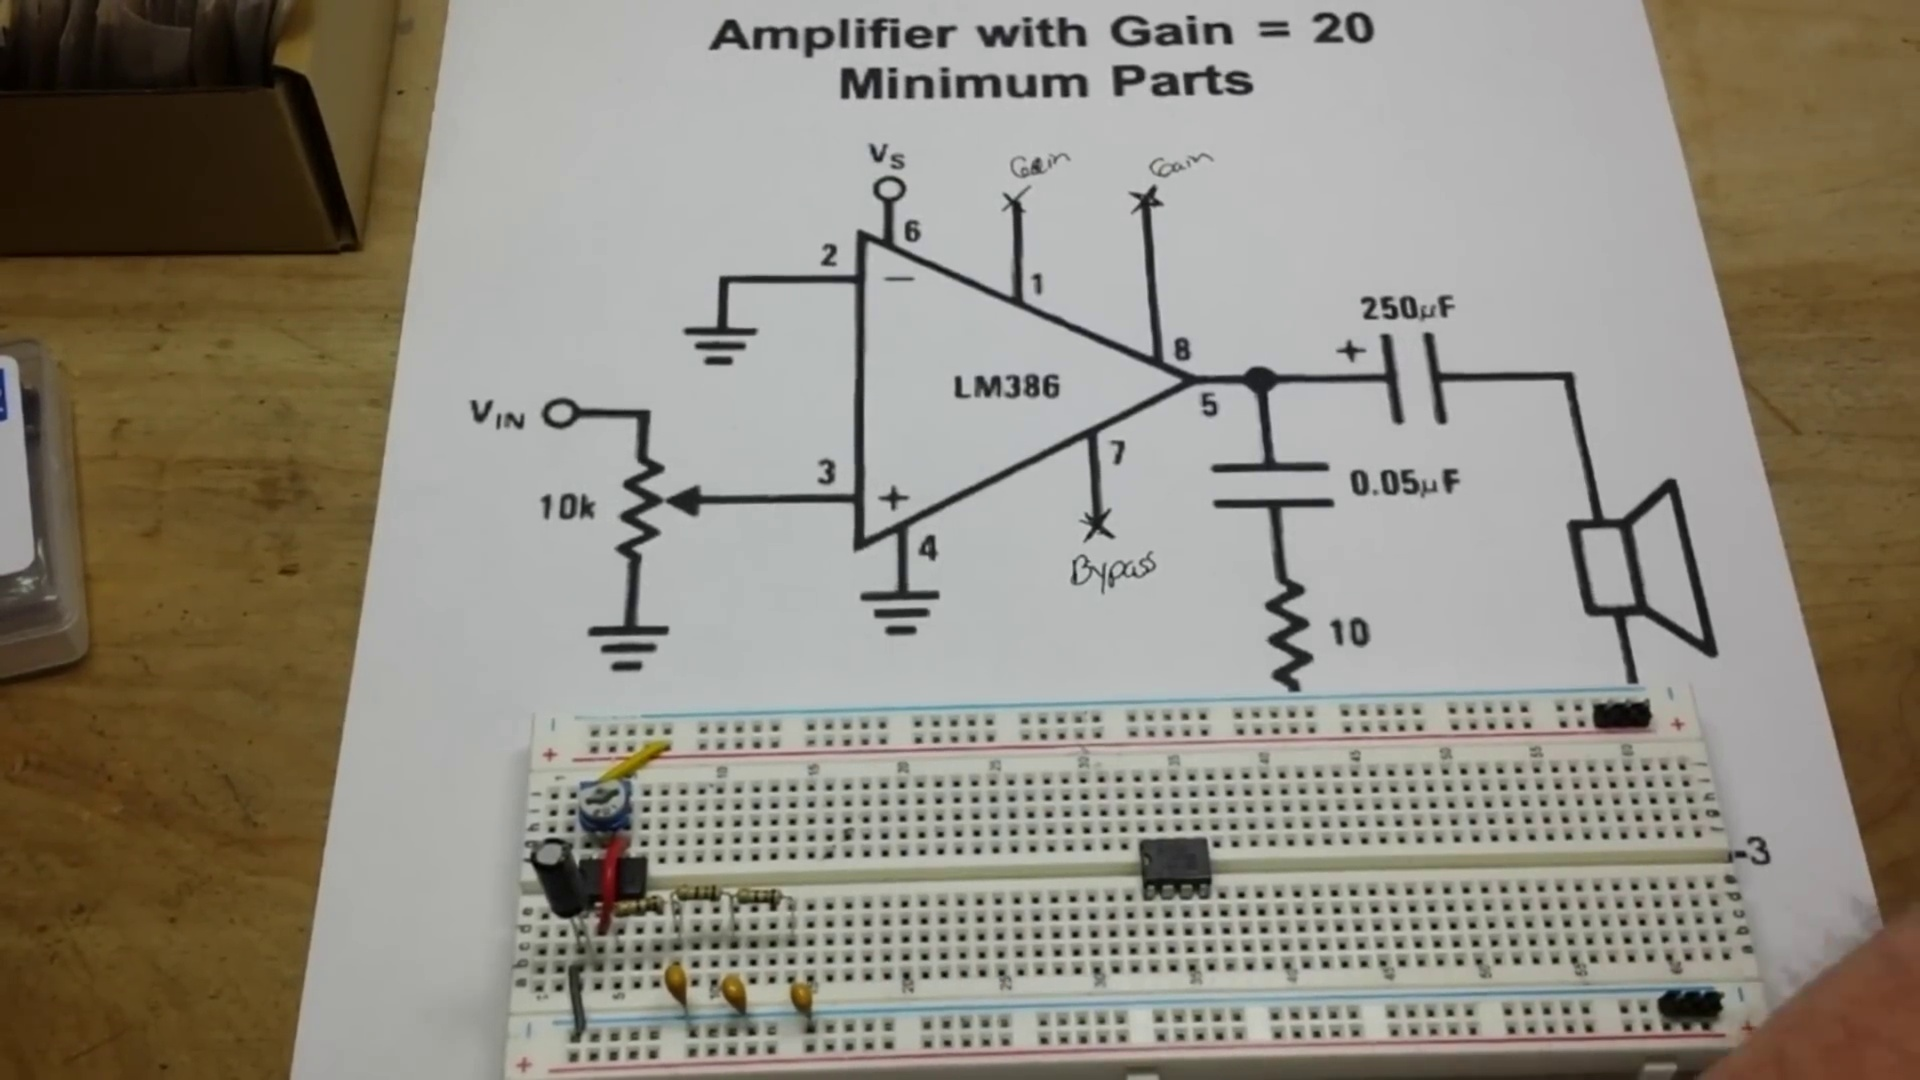 Amplifier with Gain = 20
Minimum Parts
VS
Gain
Gain
6
2
−
1
250µF
+
8
LM386
5
VIN
7
3
0.05µF
10k
+
4
Bypass
10
-3